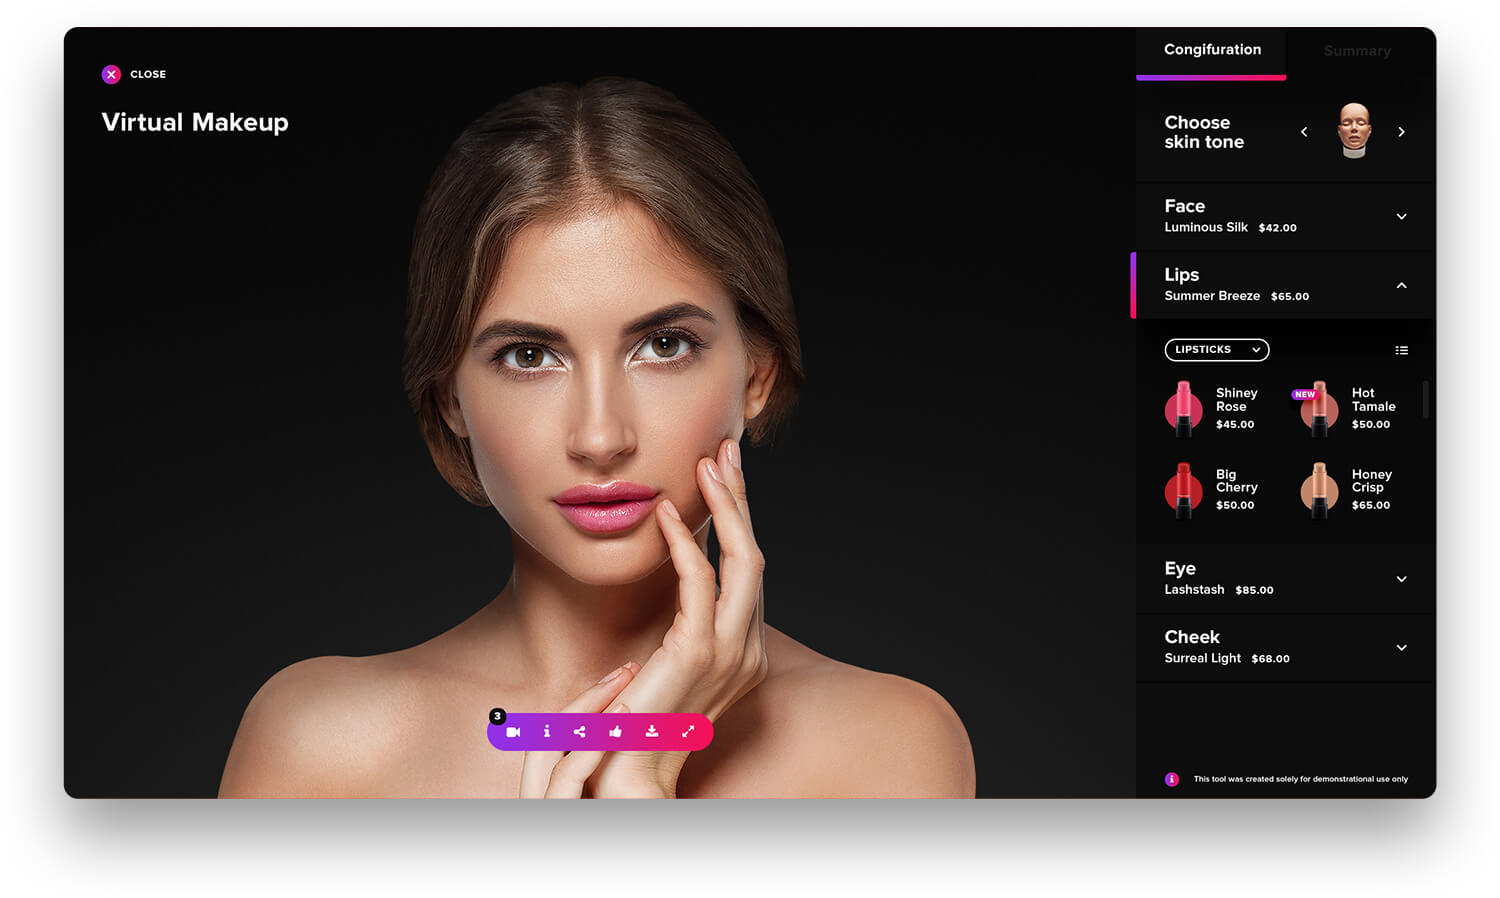 CLOSE
Virtual Makeup
3
Congifuration
Summary
Choose
skin tone
Face
Luminous Silk $42.00
Lips
Summer Breeze $65.00
LIPSTICKS
Shiney
Rose
$45.00
NEW
Hot
Tamale
$50.00
Big
Cherry
$50.00
Honey
Crisp
$65.00
Eye
Lashstash $85.00
Cheek
Surreal Light $68.00
This tool was created solely for demonstrational use only